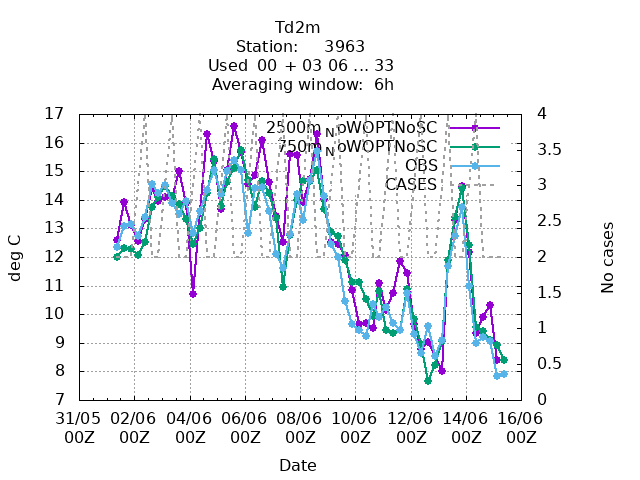 Td2m
Station: 3963
Used 00 + 03 06 ... 33
Averaging window: 6h
17 16 15 14 13 12 11 10 9 8 7
deg C
4 3.5 3 2.5 2 1.5 1 0.5 0
No cases
2500m_NoWOPTNoSC
750m_NoWOPTNoSC
OBS
CASES
31/05 02/06 04/06 06/06 08/06 10/06 12/06 14/06 16/06
00Z 00Z 00Z 00Z 00Z 00Z 00Z 00Z 00Z
Date